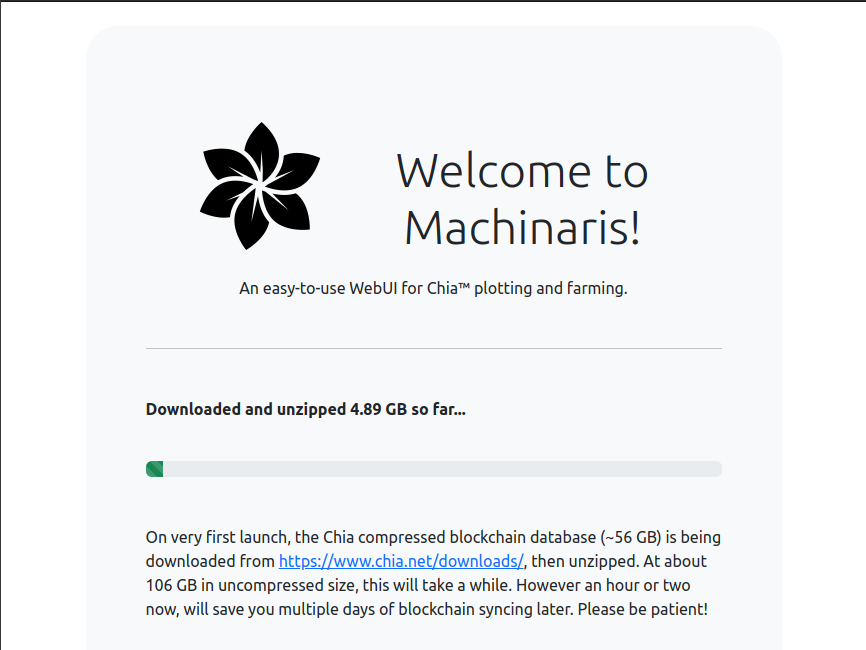 Welcome to
Machinaris!
An easy-to-use WebUI for Chia™ plotting and farming.
Downloaded and unzipped 4.89 GB so far...
On very first launch, the Chia compressed blockchain database (~56 GB) is being
downloaded from https://www.chia.net/downloads/, then unzipped. At about
106 GB in uncompressed size, this will take a while. However an hour or two
now, will save you multiple days of blockchain syncing later. Please be patient!